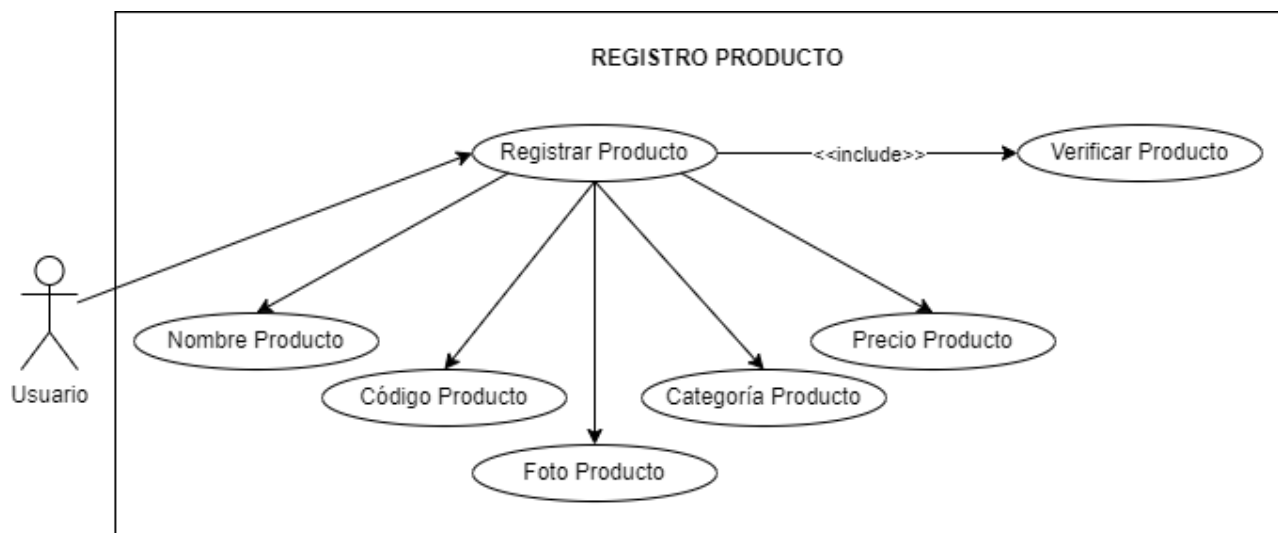 REGISTRO PRODUCTO
Registrar Producto
<<include>>
Verificar Producto
Nombre Producto
Precio Producto
Usuario
Código Producto
Categoría Producto
Foto Producto